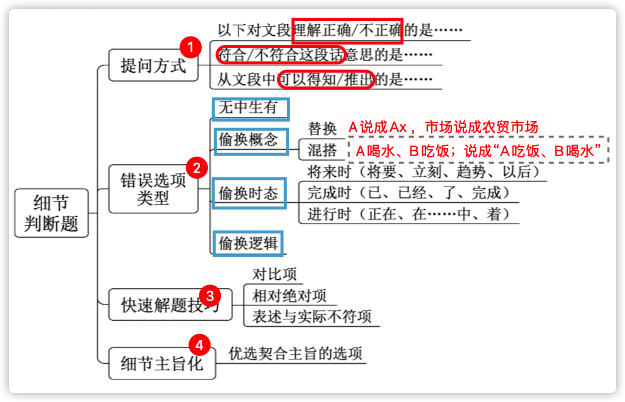 以下对文段理解正确/不正确的是……
1
提问方式
符合/不符合这段话意思的是……
从文段中可以得知/推出的是……
无中生有
偷换概念
替换
A说成Ax，市场说成农贸市场
混搭
A喝水、B吃饭；说成“A吃饭、B喝水”
2
错误选项
类型
偷换时态
将来时（将要、立刻、趋势、以后）
完成时（已、已经、了、完成）
进行时（正在、在……中、着）
细节
判断题
偷换逻辑
3
快速解题技巧
对比项
相对绝对项
表述与实际不符项
4
细节主旨化
优选契合主旨的选项